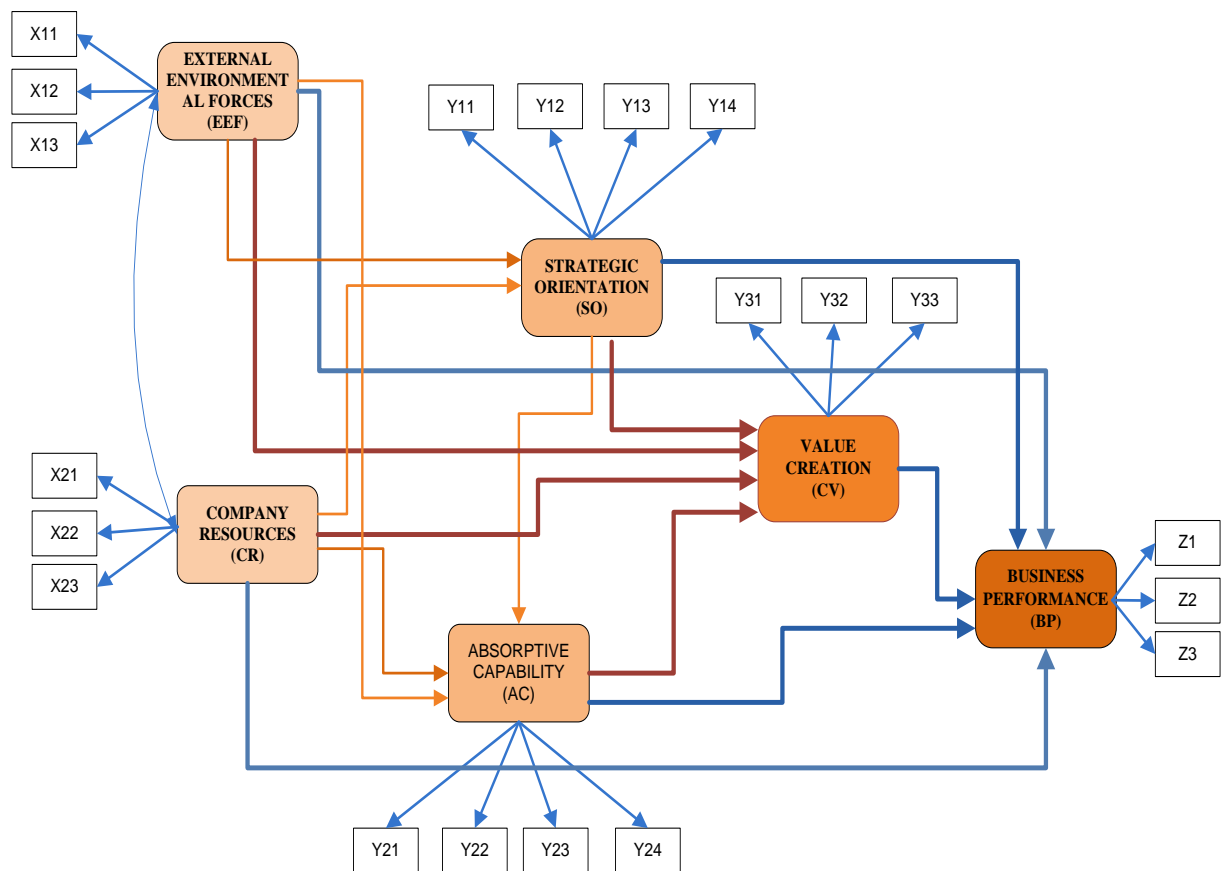 X11
X12
X13
EXTERNAL
ENVIRONMENT
AL FORCES
(EEF)
Y11
Y12
Y13
Y14
STRATEGIC
ORIENTATION
(SO)
Y31
Y32
Y33
VALUE
CREATION
(CV)
X21
X22
X23
COMPANY
RESOURCES
(CR)
BUSINESS
PERFORMANCE
(BP)
Z1
Z2
Z3
ABSORPTIVE
CAPABILITY
(AC)
Y21
Y22
Y23
Y24